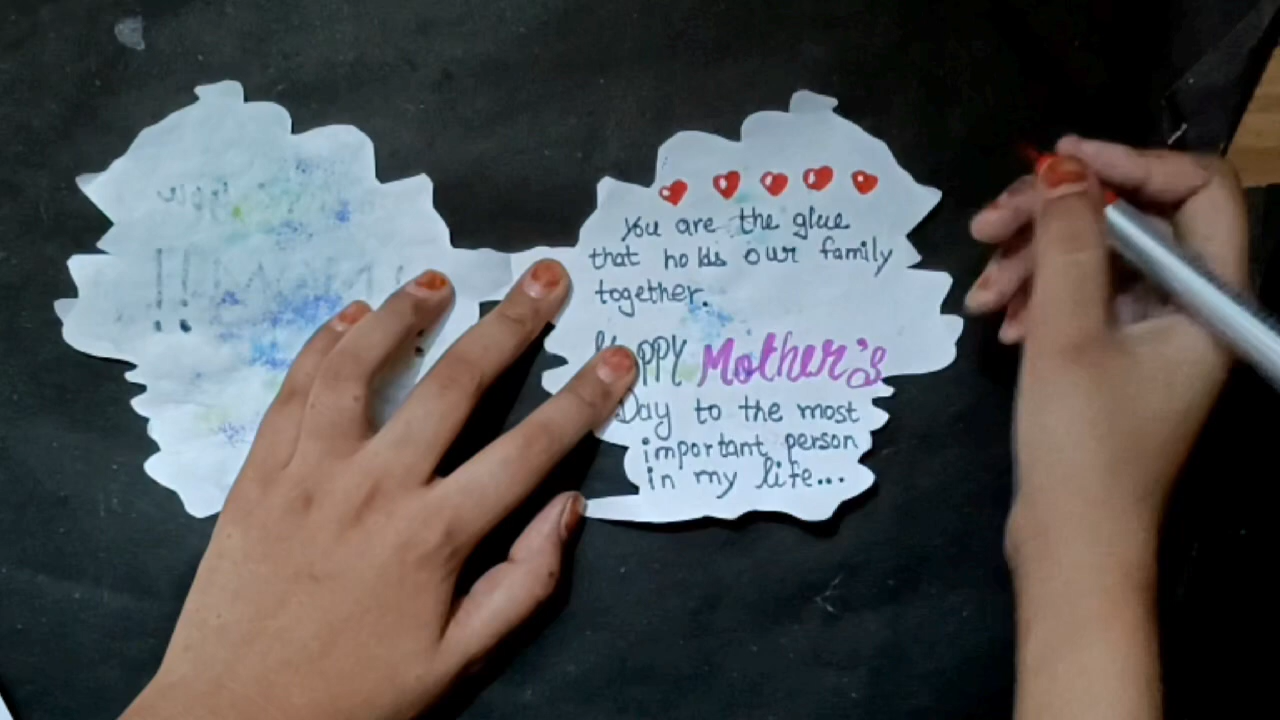 You are the glue
that holds our family
together.
Happy Mother's
Day to the most
important person
in my life...